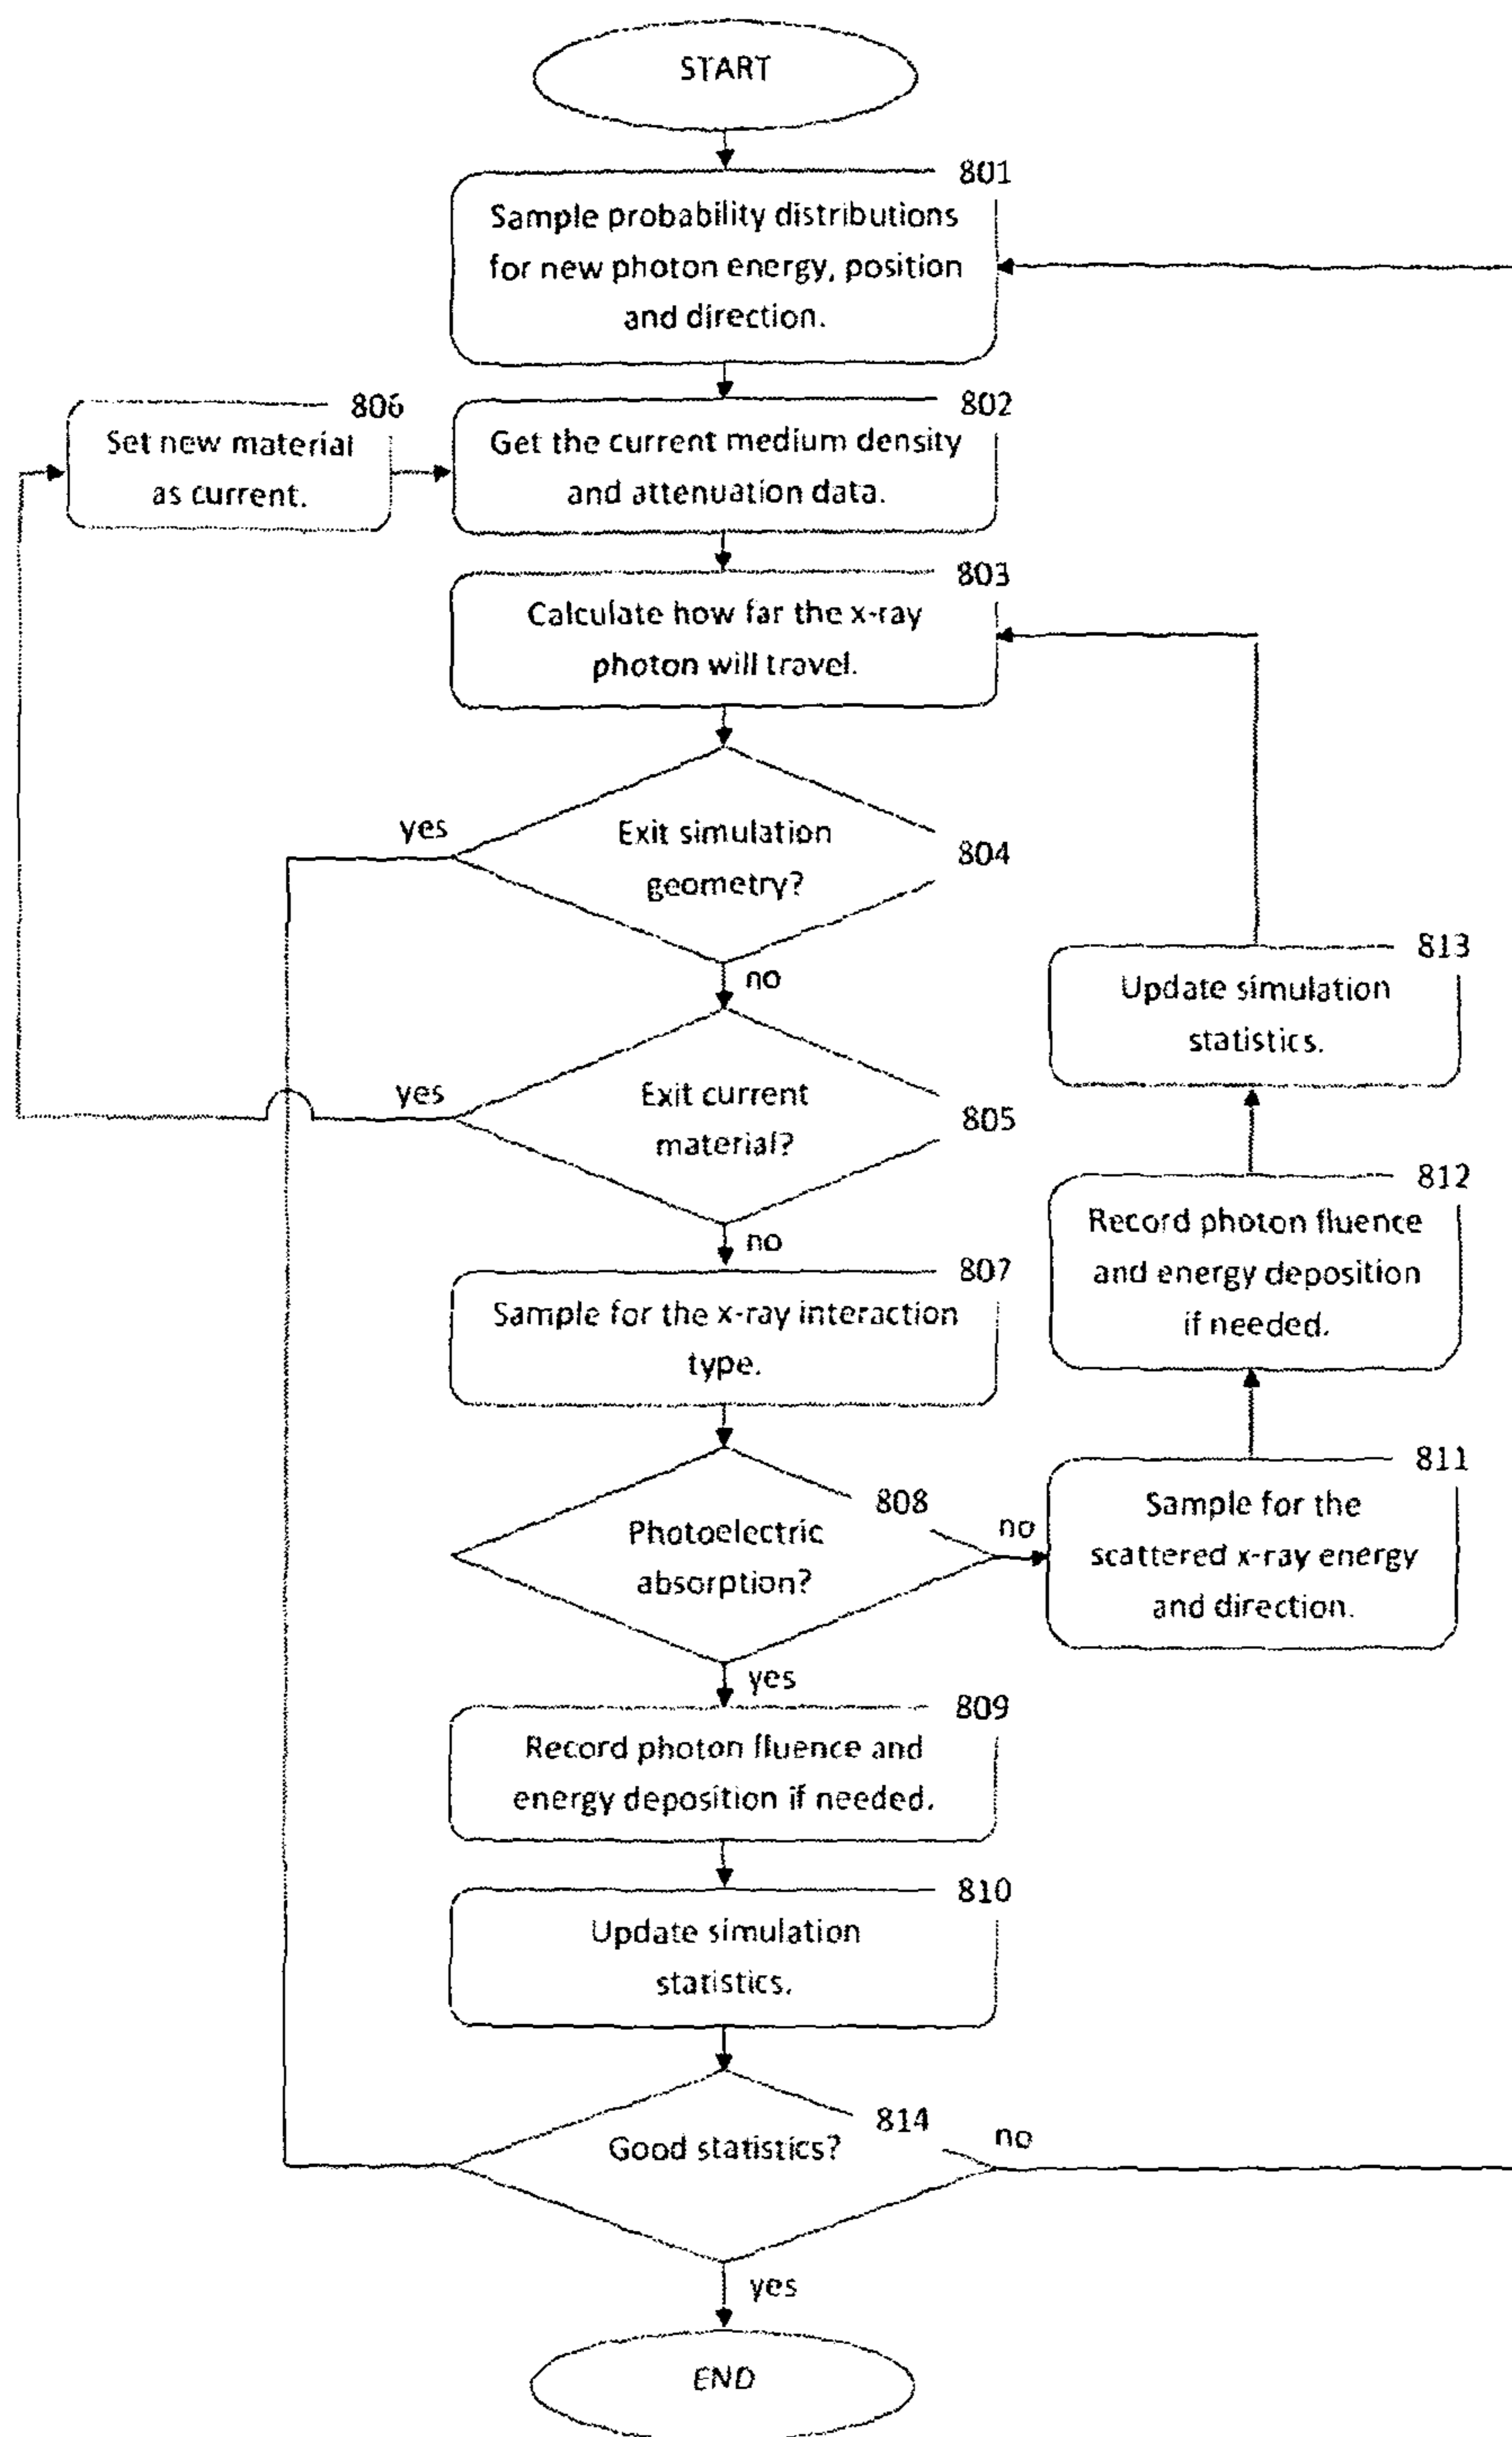 START
801
Sample probability distributions
for new photon energy, position
and direction.
806
Set new material
as current.
802
Get the current medium density
and attenuation data.
803
Calculate how far the x-ray
photon will travel.
yes
Exit simulation
geometry?
804
no
813
Update simulation
statistics.
yes
Exit current
material?
805
no
812
Record photon fluence
and energy deposition
if needed.
807
Sample for the x-ray interaction
type.
808
Photoelectric
absorption?
no
811
Sample for the
scattered x-ray energy
and direction.
yes
809
Record photon fluence and
energy deposition if needed.
810
Update simulation
statistics.
814
Good statistics?
no
yes
END